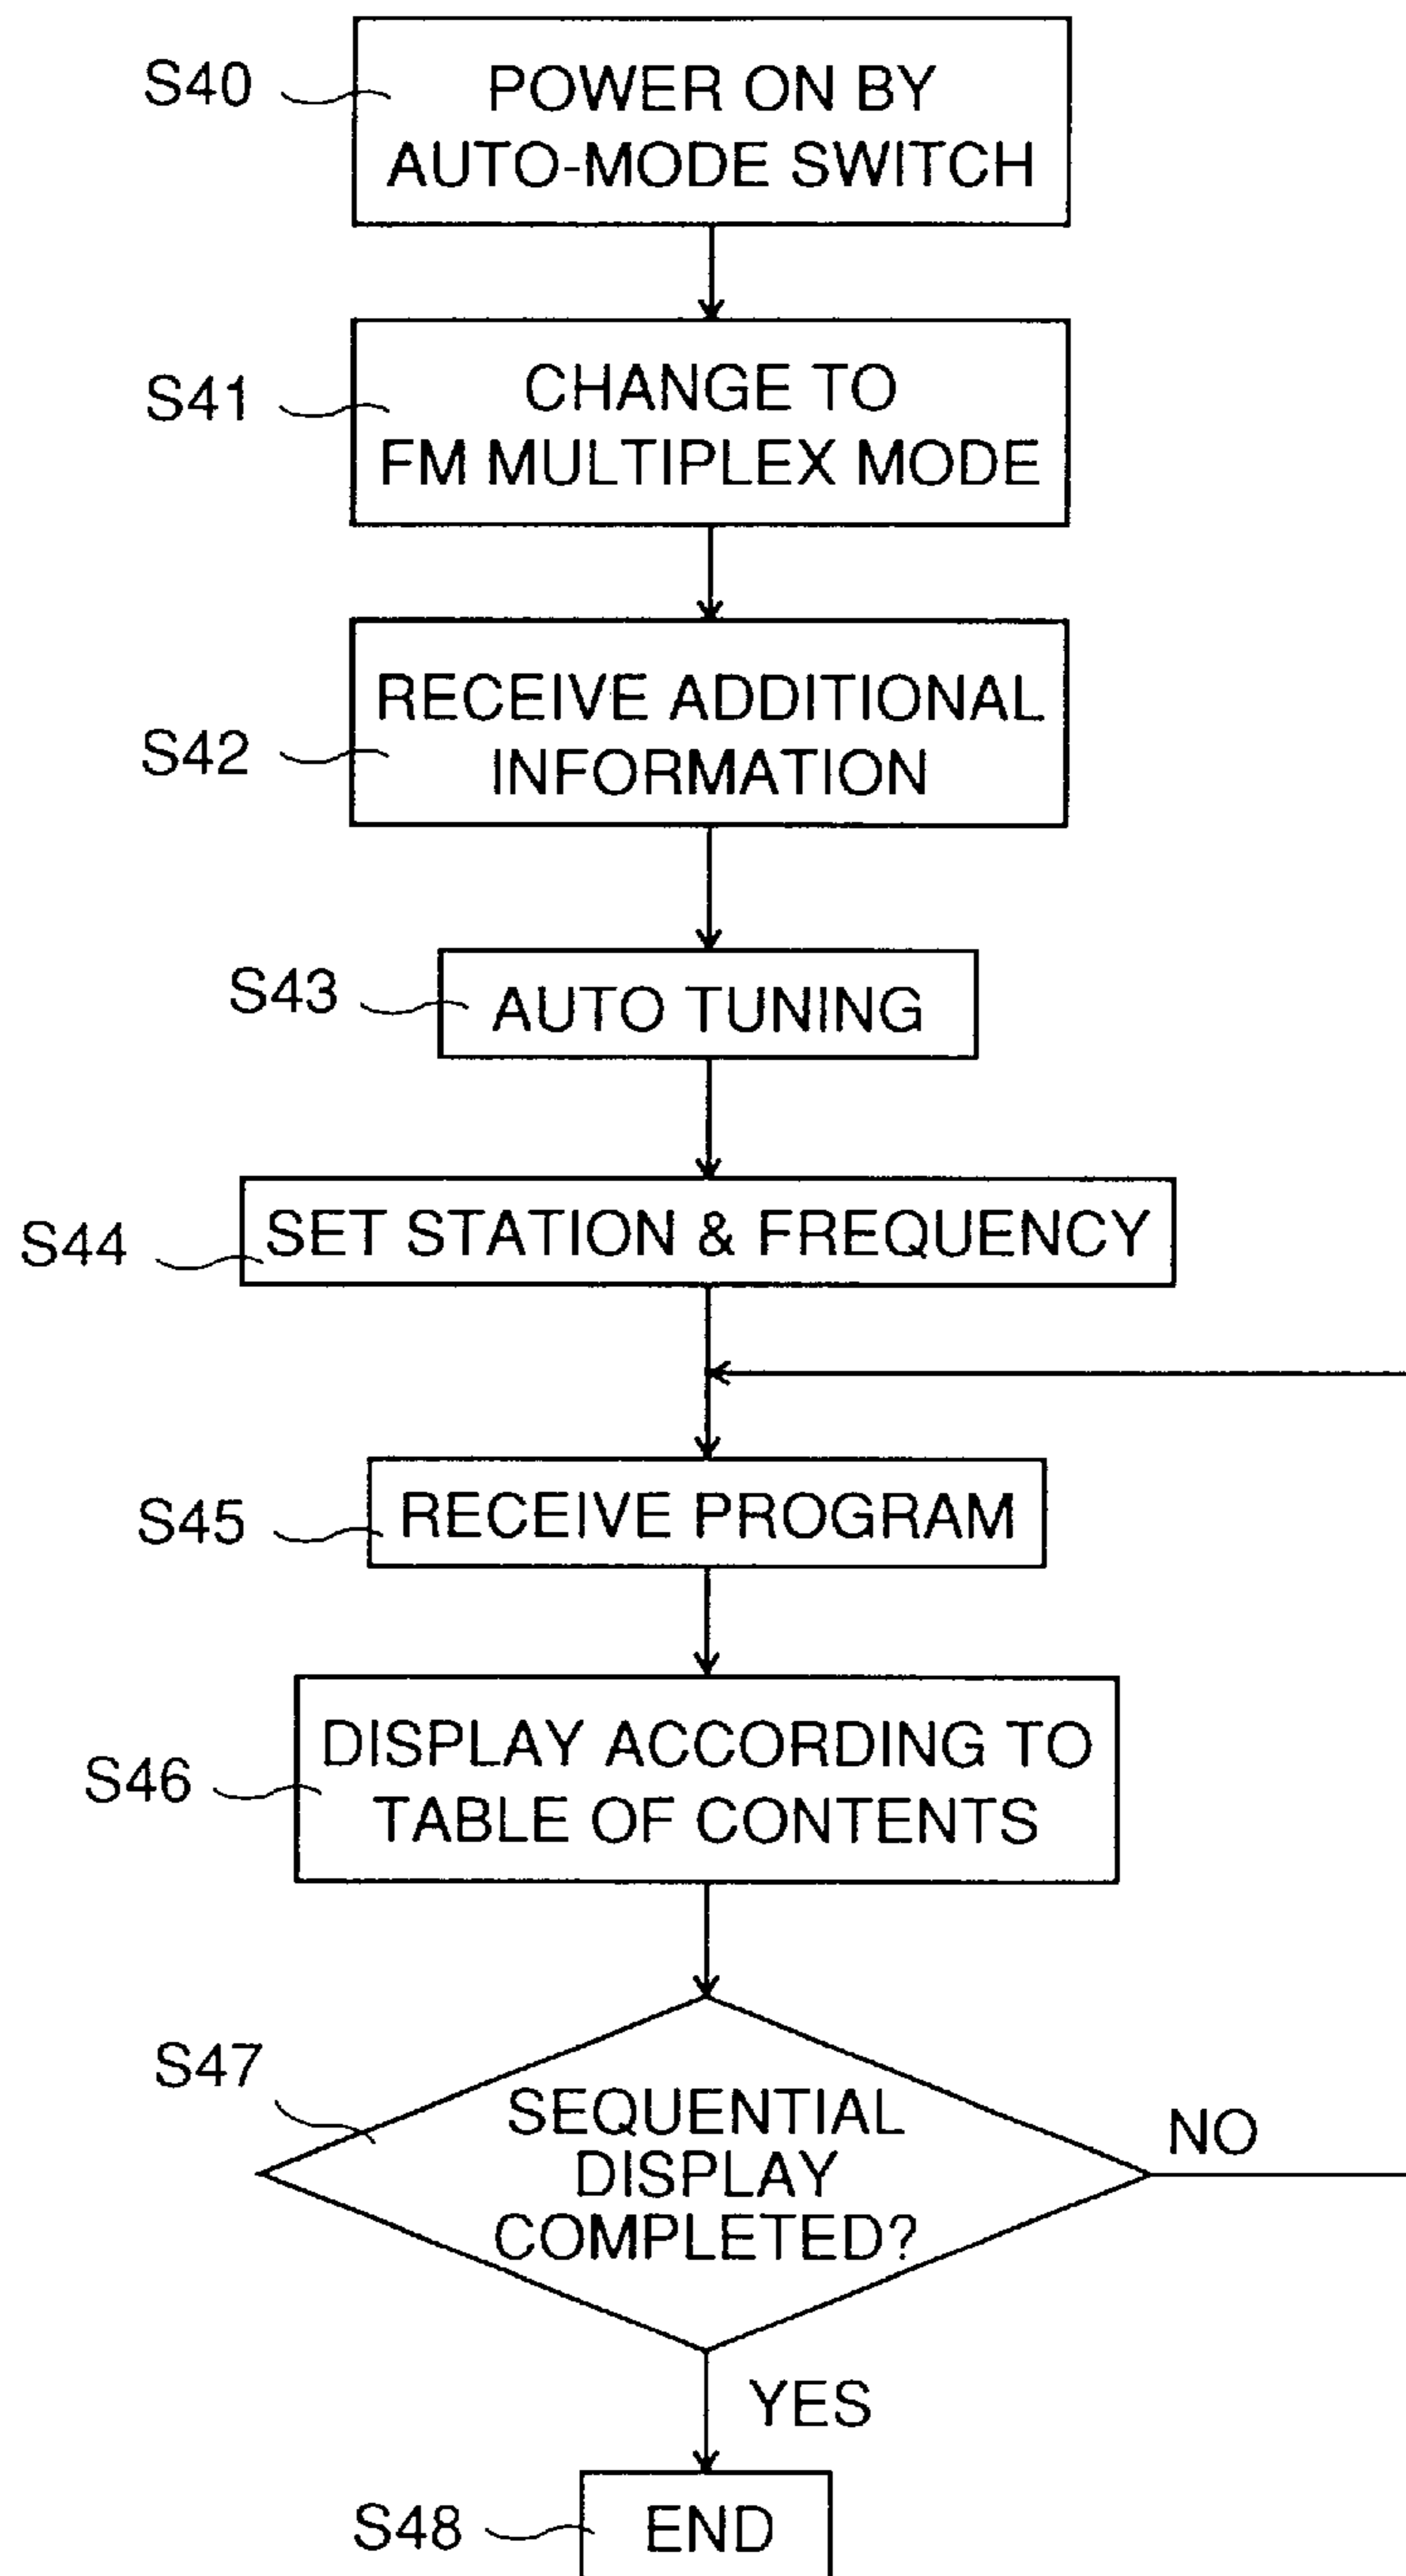 S40
POWER ON BY
AUTO-MODE SWITCH
S41
CHANGE TO
FM MULTIPLEX MODE
S42
RECEIVE ADDITIONAL
INFORMATION
S43
AUTO TUNING
S44
SET STATION & FREQUENCY
S45
RECEIVE PROGRAM
S46
DISPLAY ACCORDING TO
TABLE OF CONTENTS
S47
SEQUENTIAL
DISPLAY
COMPLETED?
NO
YES
S48
END